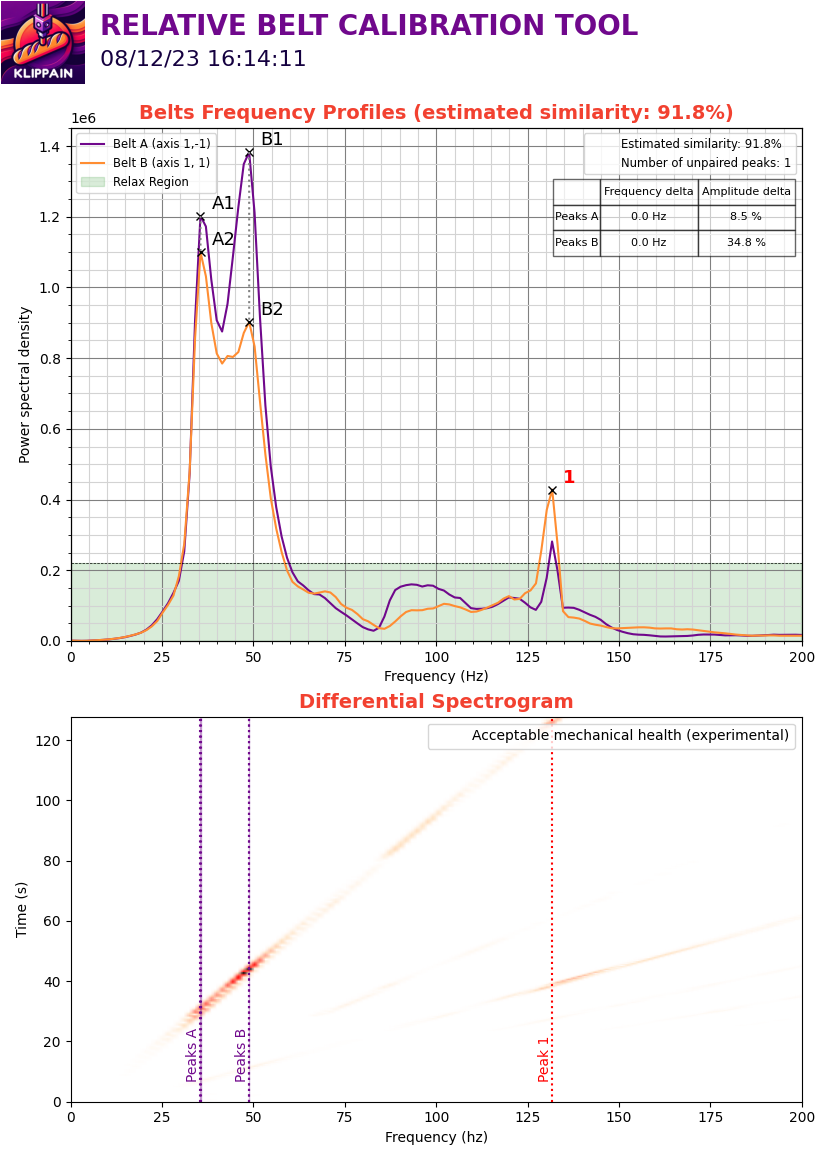 KLIPPAIN
RELATIVE BELT CALIBRATION TOOL
08/12/23 16:14:11
Belts Frequency Profiles (estimated similarity: 91.8%)
1e6
Belt A (axis 1,-1)
Belt B (axis 1, 1)
Relax Region
Estimated similarity: 91.8%
Number of unpaired peaks: 1
Frequency delta Amplitude delta
Peaks A 0.0 Hz 8.5 %
Peaks B 0.0 Hz 34.8 %
B1
A1
A2
B2
1
1.4
1.2
1.0
0.8
0.6
0.4
0.2
0.0
Power spectral density
0 25 50 75 100 125 150 175 200
Frequency (Hz)
Differential Spectrogram
Acceptable mechanical health (experimental)
120
100
80
60
40
20
0
Time (s)
Peaks A
Peaks B
Peak 1
0 25 50 75 100 125 150 175 200
Frequency (hz)